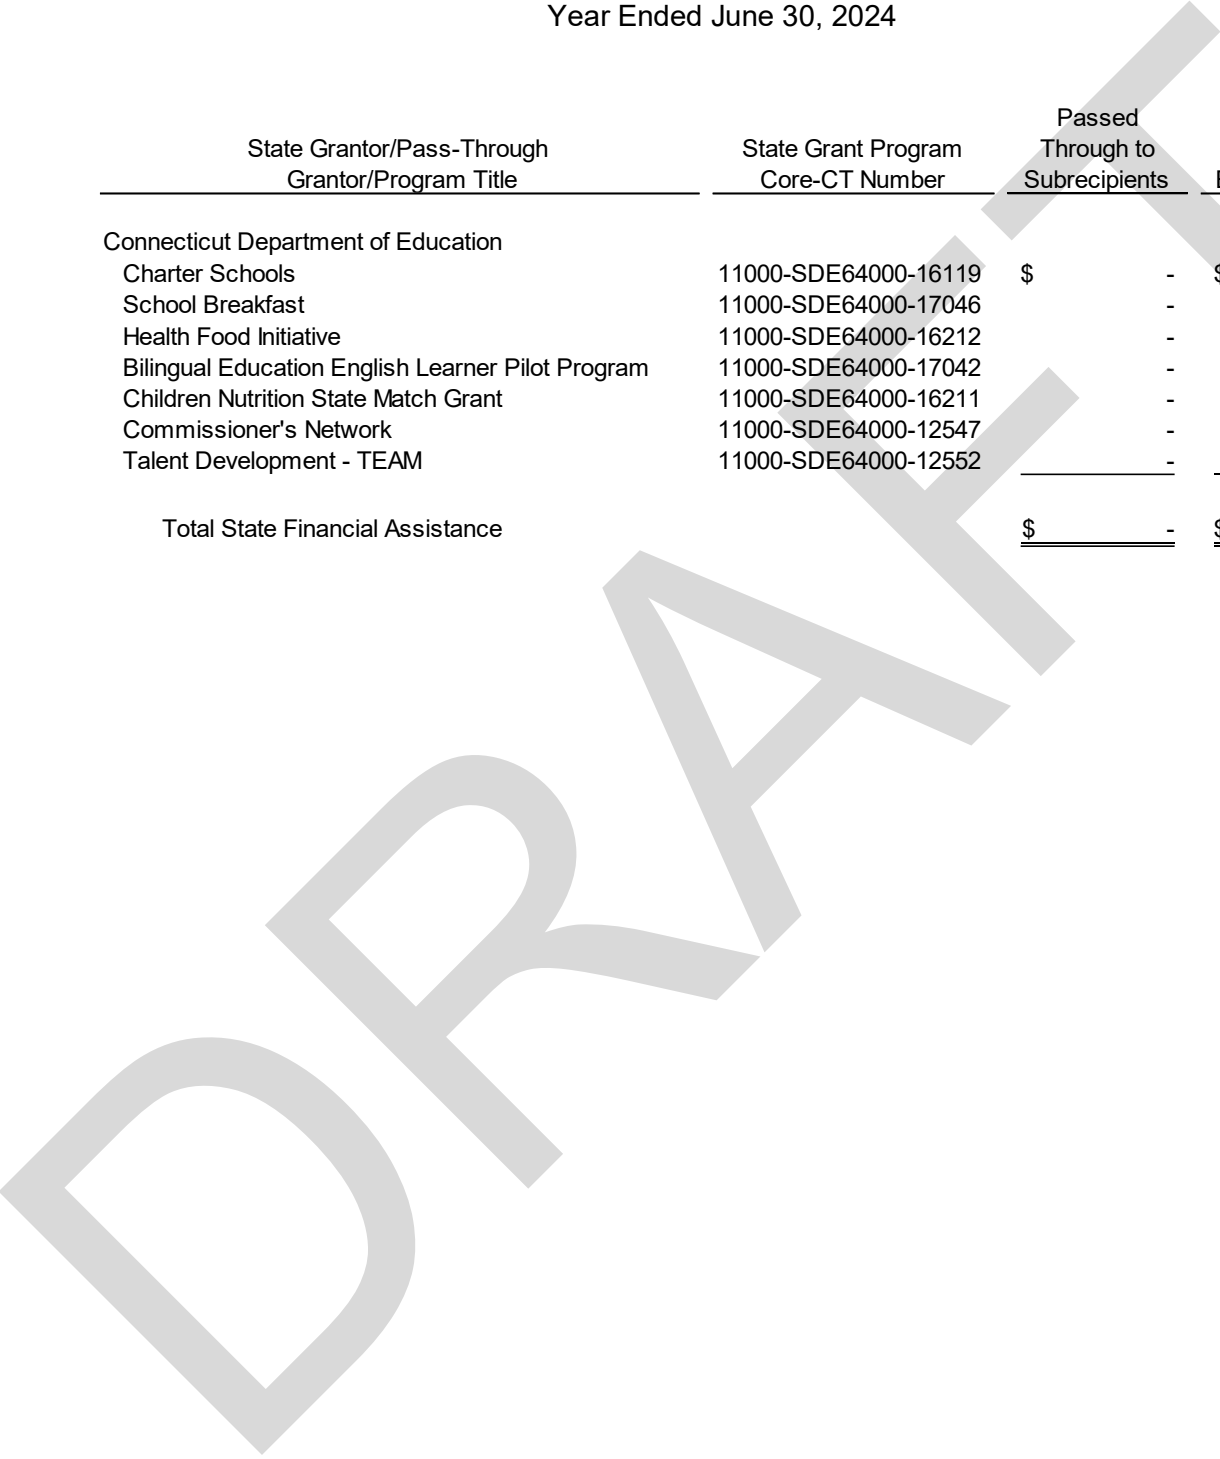 Year Ended June 30, 2024
Passed
State Grantor/Pass-Through State Grant Program Through to
Grantor/Program Title Core-CT Number Subrecipients
Connecticut Department of Education
Charter Schools 11000-SDE64000-16119 $ - $
School Breakfast 11000-SDE64000-17046 -
Health Food Initiative 11000-SDE64000-16212 -
Bilingual Education English Learner Pilot Program 11000-SDE64000-17042 -
Children Nutrition State Match Grant 11000-SDE64000-16211 -
Commissioner's Network 11000-SDE64000-12547 -
Talent Development - TEAM 11000-SDE64000-12552 -
Total State Financial Assistance $ - $
DRAFT